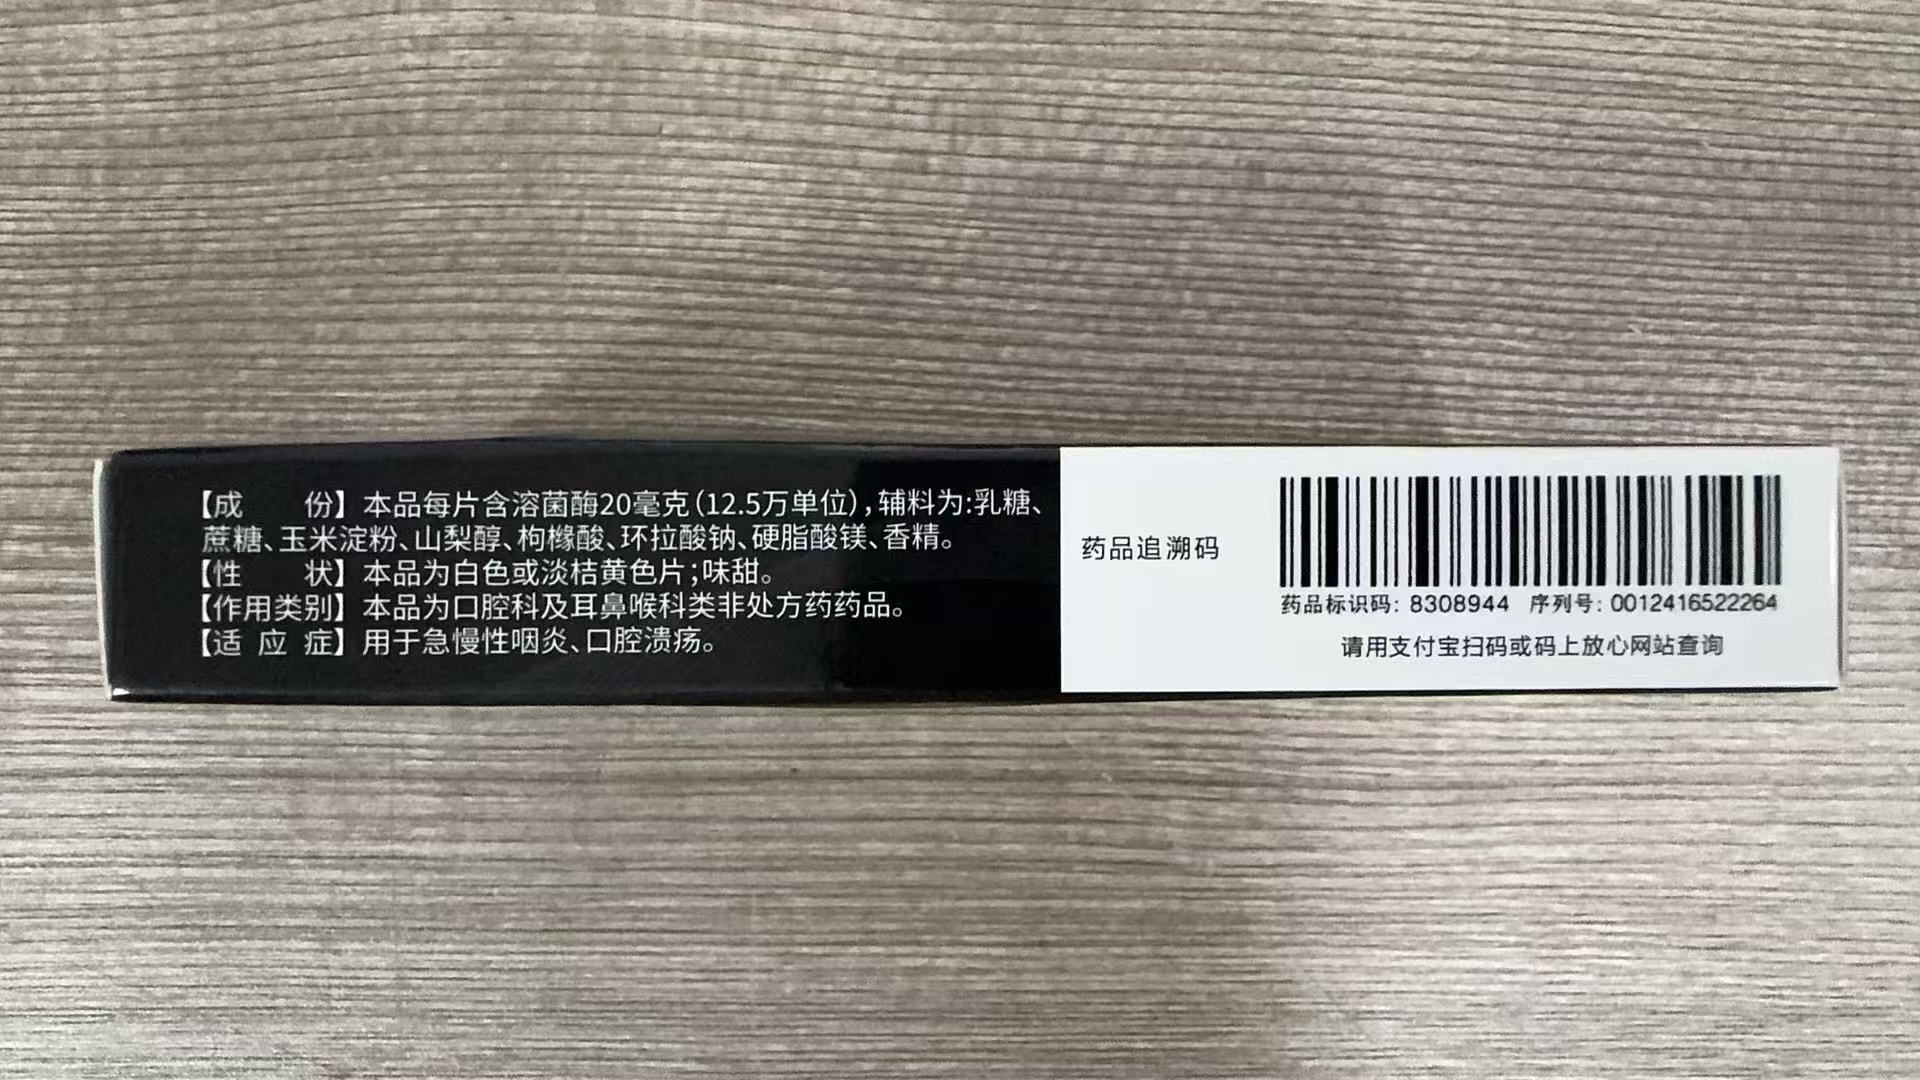 【成　　份】本品每片含溶菌酶20毫克(12.5万单位),辅料为:乳糖、
蔗糖、玉米淀粉、山梨醇、枸橼酸、环拉酸钠、硬脂酸镁、香精。
【性　　状】本品为白色或淡桔黄色片;味甜。
【作用类别】本品为口腔科及耳鼻喉科类非处方药药品。
【适 应 症】用于急慢性咽炎、口腔溃疡。
药品追溯码
药品标识码: 8308944 序列号: 0012416522264
请用支付宝扫码或码上放心网站查询